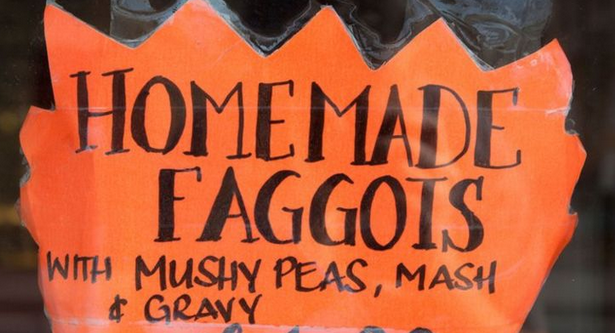 HOMEMADE
FAGGOTS
WITH MUSHY PEAS, MASH
& GRAVY